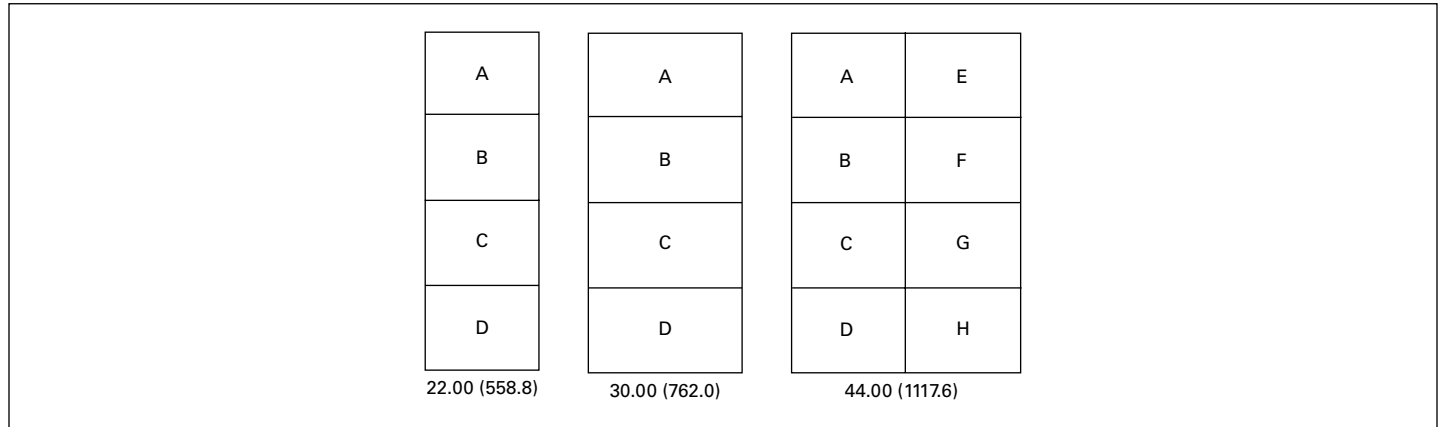 A
B
C
D
22.00 (558.8)
A
B
C
D
30.00 (762.0)
A E
B F
C G
D H
44.00 (1117.6)